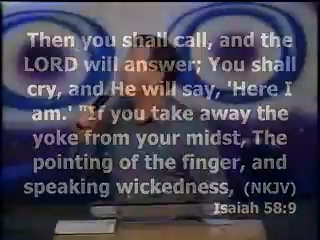 Then you shall call, and the
LORD will answer; You shall
cry, and He will say, 'Here I
am.' "If you take away the
yoke from your midst, The
pointing of the finger, and
speaking wickedness, (NKJV)
Isaiah 58:9